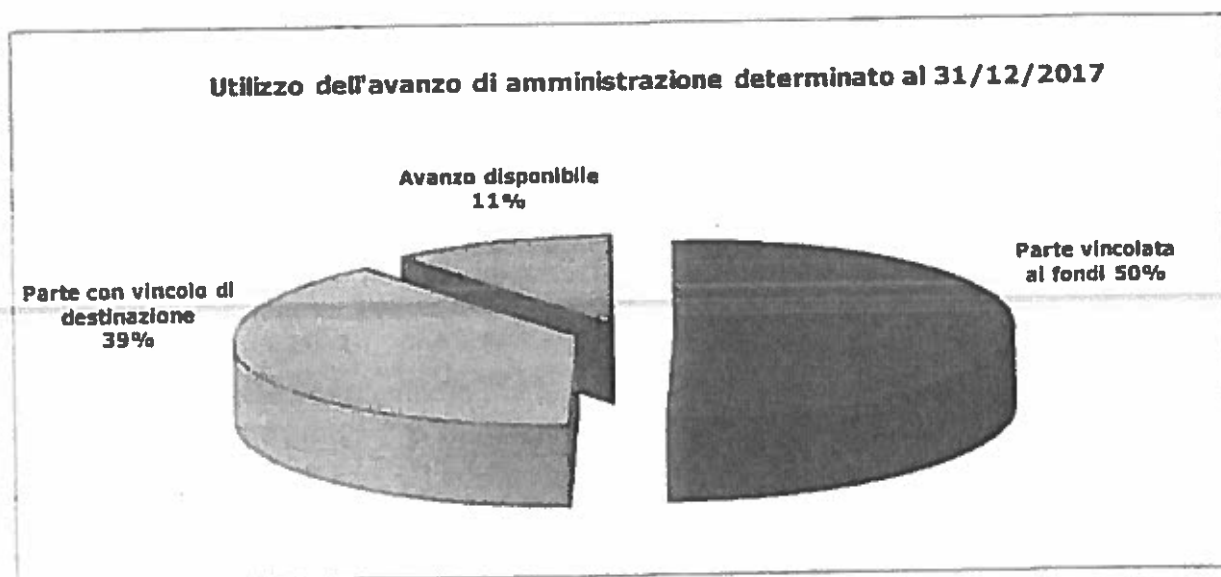 Utilizzo dell'avanzo di amministrazione determinato al 31/12/2017
Avanzo disponibile
11%
Parte vincolata
ai fondi 50%
Parte con vincolo di
destinazione
39%